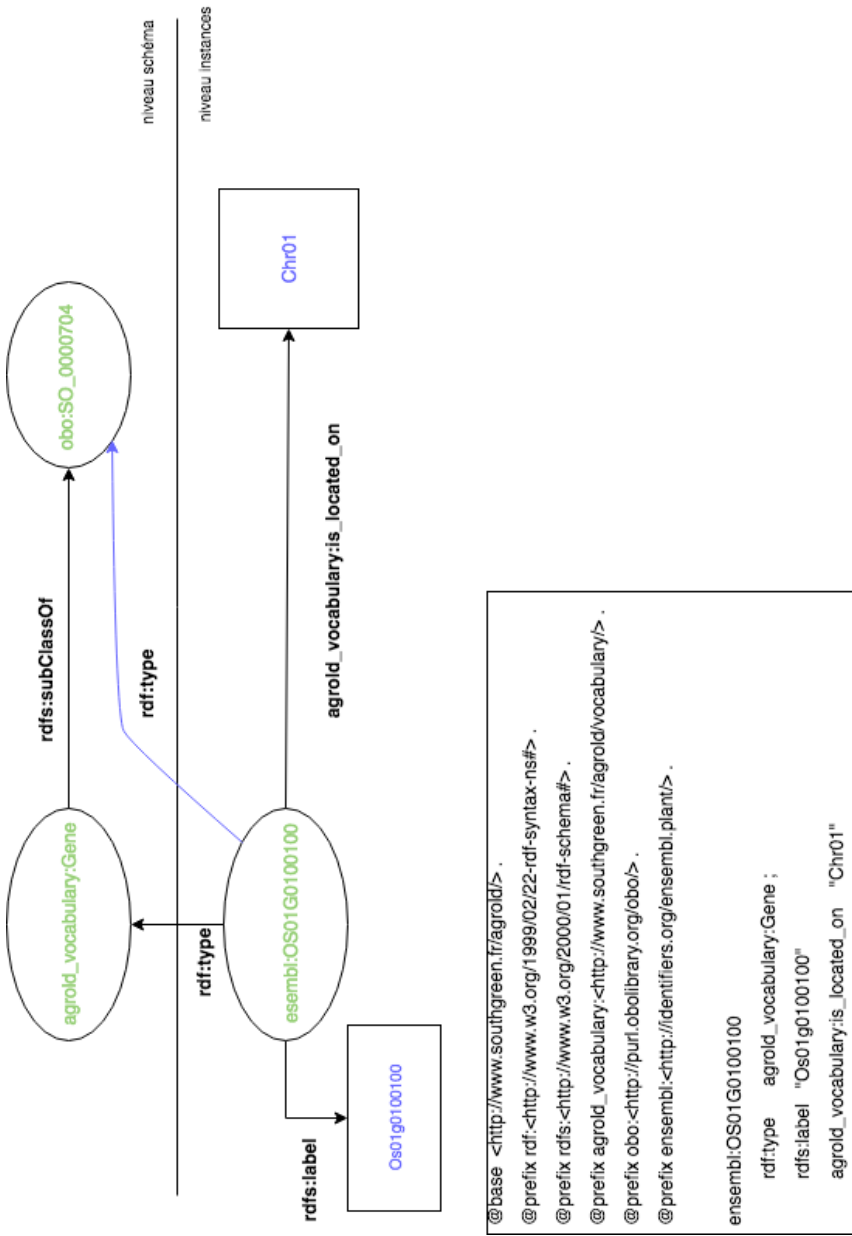 niveau schéma
niveau instances
agrold_vocabulary:Gene
rdfs:subClassOf
obo:SO_0000704
rdf:type
rdf:type
esembl:OS01G0100100
agrold_vocabulary:is_located_on
Chr01
rdfs:label
Os01g0100100
@base <http://www.southgreen.fr/agrold/> .
@prefix rdf:<http://www.w3.org/1999/02/22-rdf-syntax-ns#> .
@prefix rdfs:<http://www.w3.org/2000/01/rdf-schema#> .
@prefix agrold_vocabulary:<http://www.southgreen.fr/agrold/vocabulary/> .
@prefix obo:<http://purl.obolibrary.org/obo/> .
@prefix ensembl:<http://identifiers.org/ensembl.plant/> .
ensembl:OS01G0100100
rdf:type agrold_vocabulary:Gene ;
rdfs:label "Os01g0100100"
agrold_vocabulary:is_located_on "Chr01"